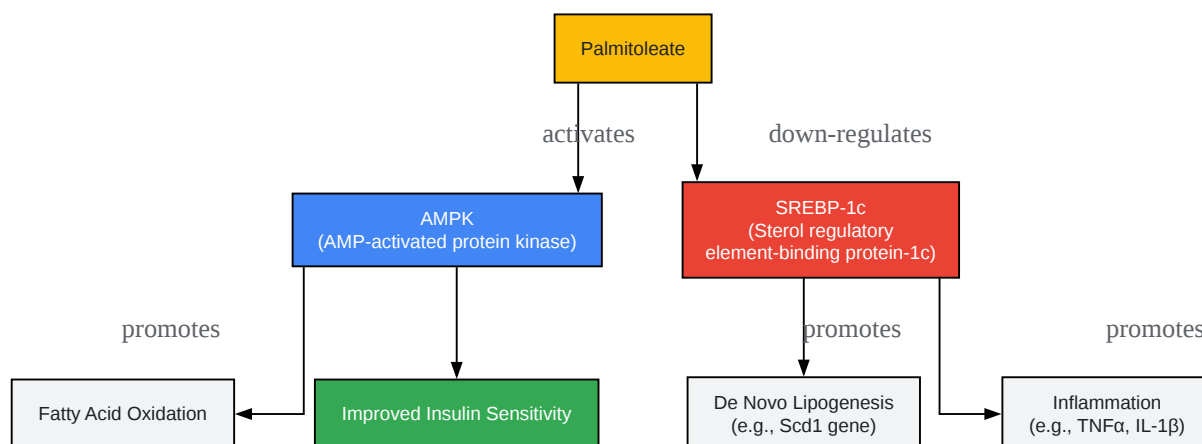 Palmitoleate
activates
down-regulates
AMPK
(AMP-activated protein kinase)
SREBP-1c
(Sterol regulatory
element-binding protein-1c)
promotes
promotes
promotes
Fatty Acid Oxidation
Improved Insulin Sensitivity
De Novo Lipogenesis
(e.g., Scd1 gene)
Inflammation
(e.g., TNFα, IL-1β)